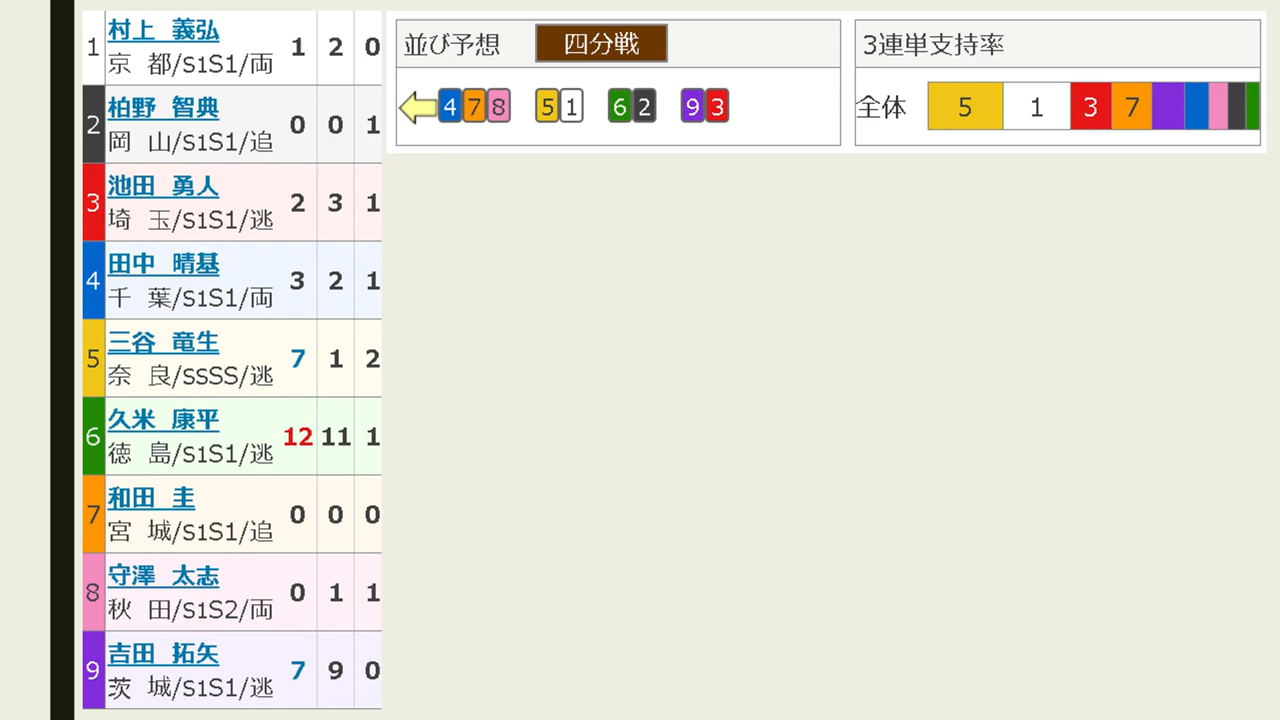 1 村上 義弘 1 2 0
京 都/S1S1/両
2 柏野 智典 0 0 1
岡 山/S1S1/追
3 池田 勇人 2 3 1
埼 玉/S1S1/逃
4 田中 晴基 3 2 1
千 葉/S1S1/両
5 三谷 竜生 7 1 2
奈 良/SSSS/逃
6 久米 康平 12 11 1
徳 島/S1S1/逃
7 和田 圭 0 0 0
宮 城/S1S1/追
8 守澤 太志 0 1 1
秋 田/S1S2/両
9 吉田 拓矢 7 9 0
茨 城/S1S1/逃
並び予想 四分戦
4 7 8 5 1 6 2 9 3
3連単支持率
全体 5 1 3 7